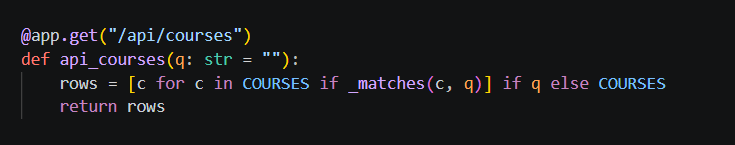 @app.get("/api/courses")
def api_courses(q: str = ""):
    rows = [c for c in COURSES if _matches(c, q)] if q else COURSES
    return rows